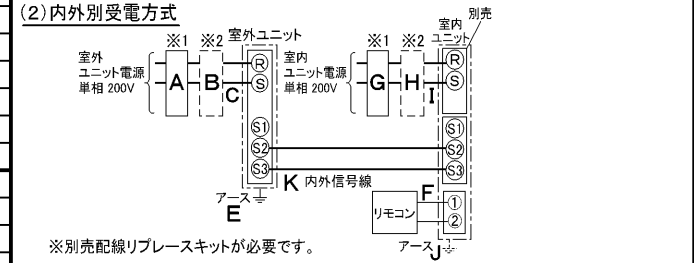 (2)内外別受電方式
室外ユニット
室内
ユニット
別売
※1 ※2
※1 ※2
室外
ユニット電源
単相 200V
A
B
C
R
S
S1
S2
S3
室内
ユニット電源
単相 200V
G
H
I
R
S
S1
S2
S3
K 内外信号線
アース
E
リモコン
F
①
②
アース
J
※別売配線リプレースキットが必要です。